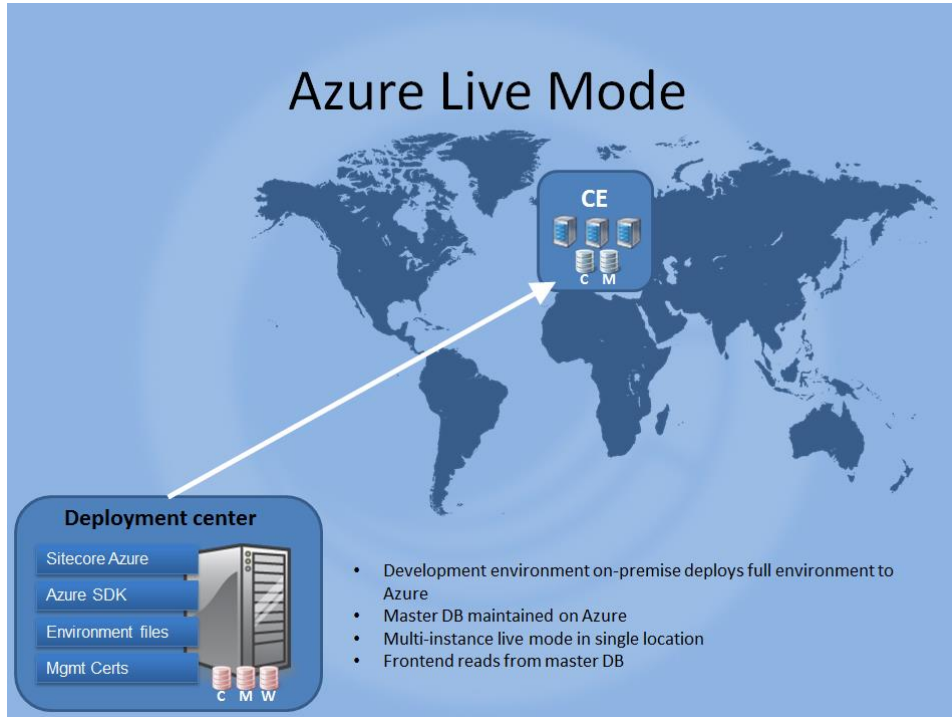 Azure Live Mode
CE
C M
Deployment center
Sitecore Azure
Azure SDK
Environment files
Mgmt Certs
C M W
• Development environment on-premise deploys full environment to
Azure
• Master DB maintained on Azure
• Multi-instance live mode in single location
• Frontend reads from master DB